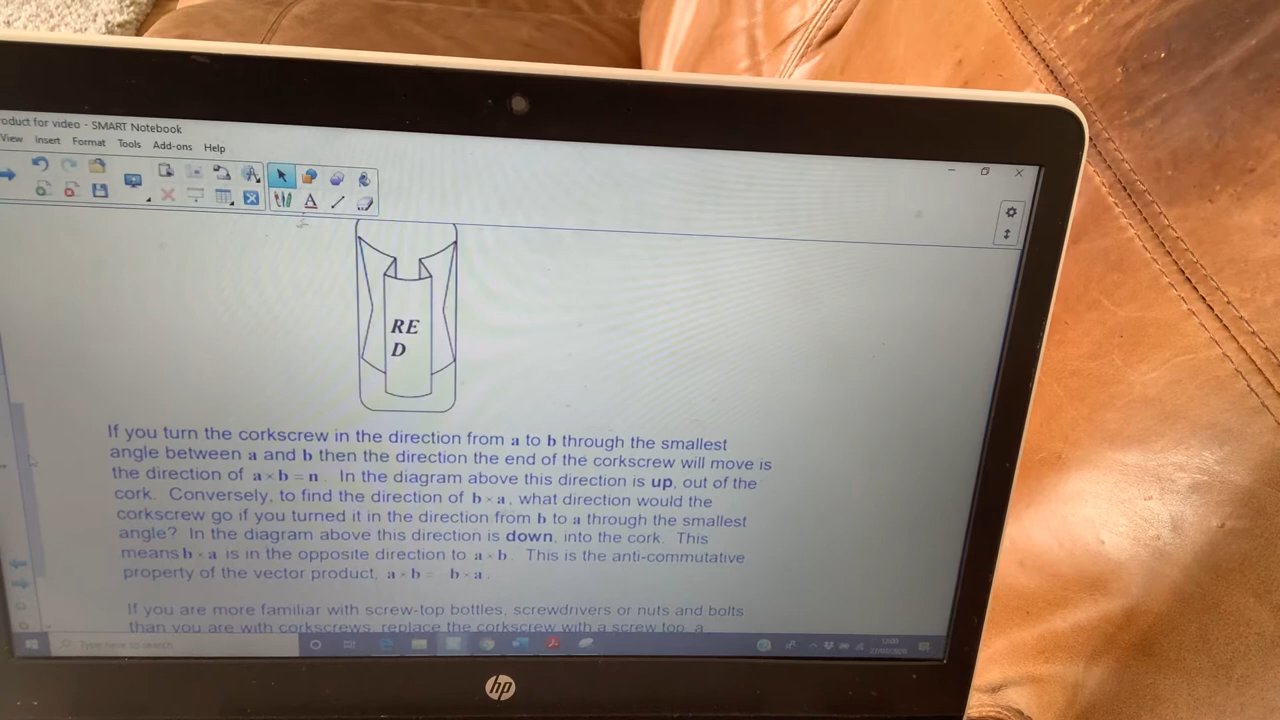 oduct for video - SMART Notebook
View Insert Format Tools Add-ons Help
RE
D
If you turn the corkscrew in the direction from a to b through the smallest
angle between a and b then the direction the end of the corkscrew will move is
the direction of a × b = n. In the diagram above this direction is up, out of the
cork. Conversely, to find the direction of b × a, what direction would the
corkscrew go if you turned it in the direction from b to a through the smallest
angle? In the diagram above this direction is down, into the cork. This
means b × a is in the opposite direction to a × b. This is the anti-commutative
property of the vector product, a × b = b × a.
If you are more familiar with screw-top bottles, screwdrivers or nuts and bolts
than you are with corkscrews, replace the corkscrew with a screw top, a
Type here to search
hp